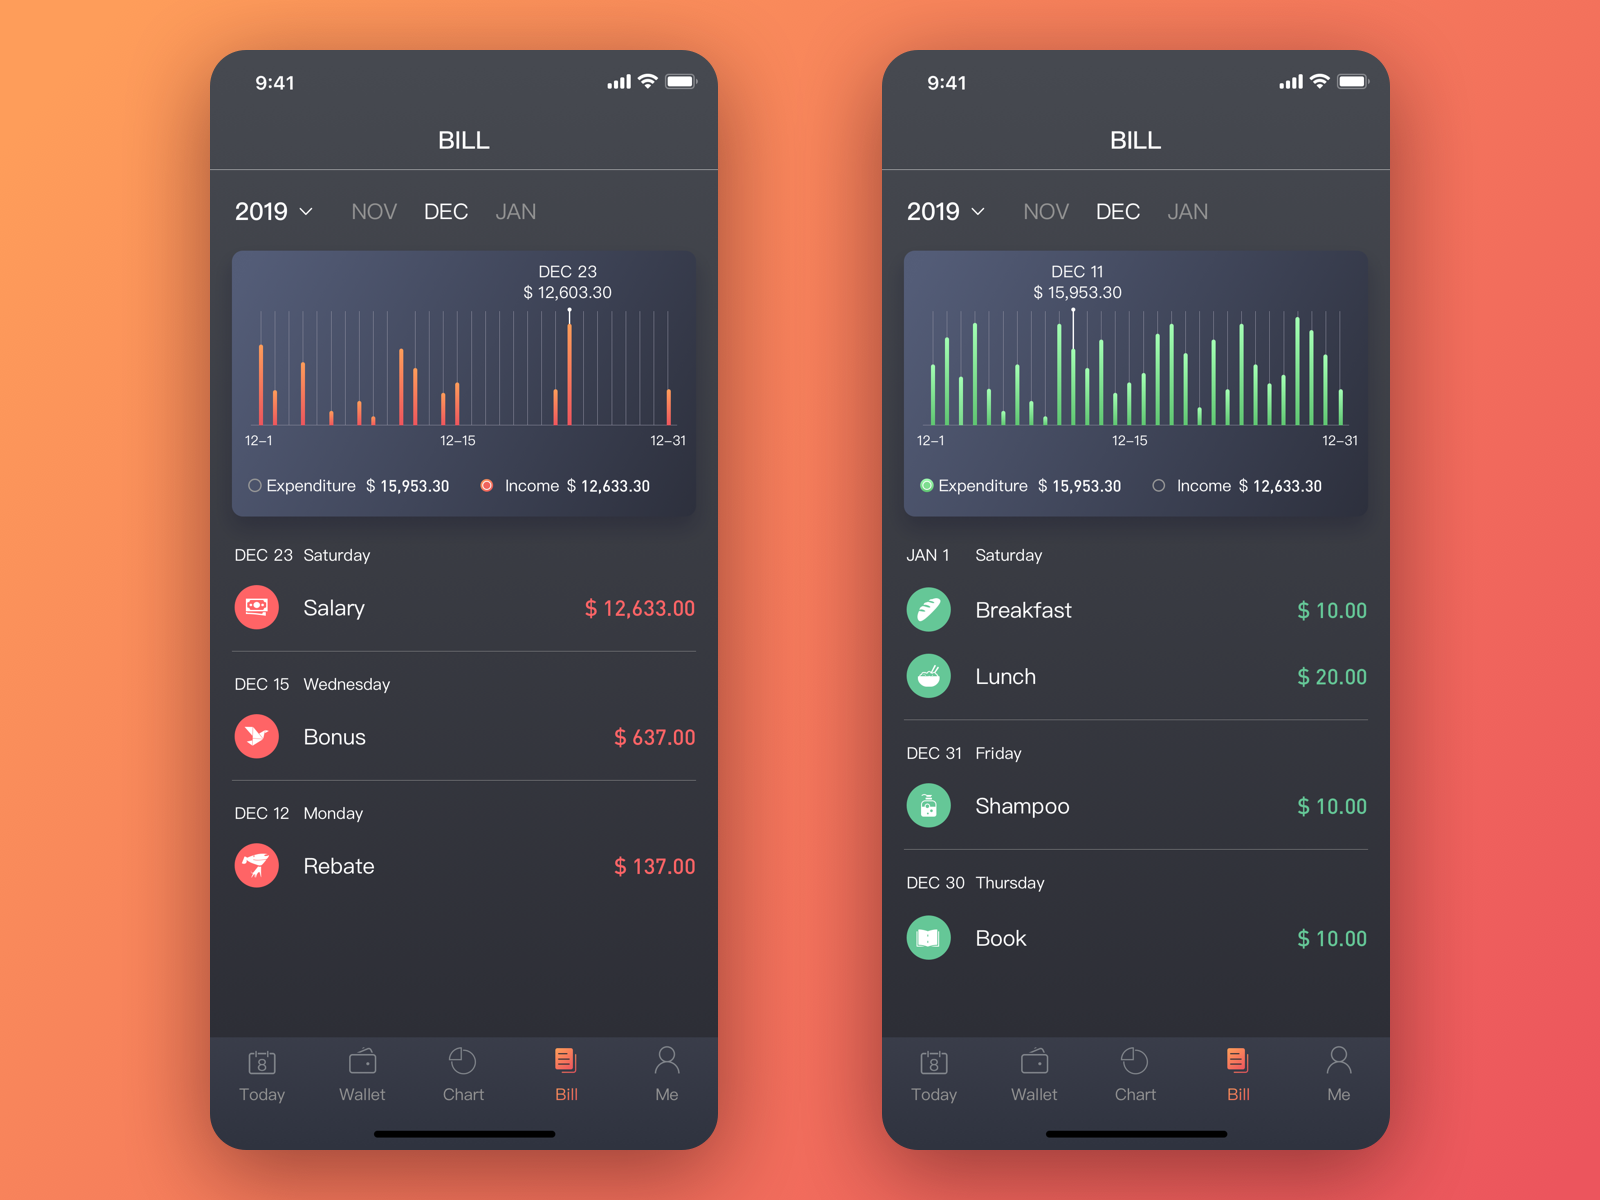 9:41
BILL
2019 NOV DEC JAN
DEC 23
$ 12,603.30
12–1 12–15 12–31
Expenditure $ 15,953.30 Income $ 12,633.30
DEC 23 Saturday
Salary $ 12,633.00
DEC 15 Wednesday
Bonus $ 637.00
DEC 12 Monday
Rebate $ 137.00
8
Today Wallet Chart Bill Me
9:41
BILL
2019 NOV DEC JAN
DEC 11
$ 15,953.30
12–1 12–15 12–31
Expenditure $ 15,953.30 Income $ 12,633.30
JAN 1 Saturday
Breakfast $ 10.00
Lunch $ 20.00
DEC 31 Friday
Shampoo $ 10.00
DEC 30 Thursday
Book $ 10.00
8
Today Wallet Chart Bill Me